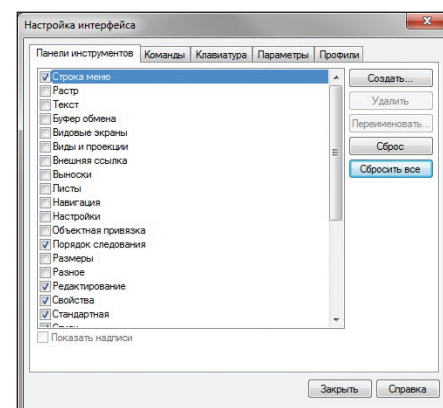 Настройка интерфейса
Панели инструментов Команды Клавиатура Параметры Профили
Строка меню
Растр
Текст
Буфер обмена
Видовые экраны
Виды и проекции
Внешняя ссылка
Выноски
Листы
Навигация
Настройки
Объектная привязка
Порядок следования
Размеры
Разное
Редактирование
Свойства
Стандартная
Показать надписи
Создать...
Удалить
Переименовать...
Сброс
Сбросить все
Закрыть Справка